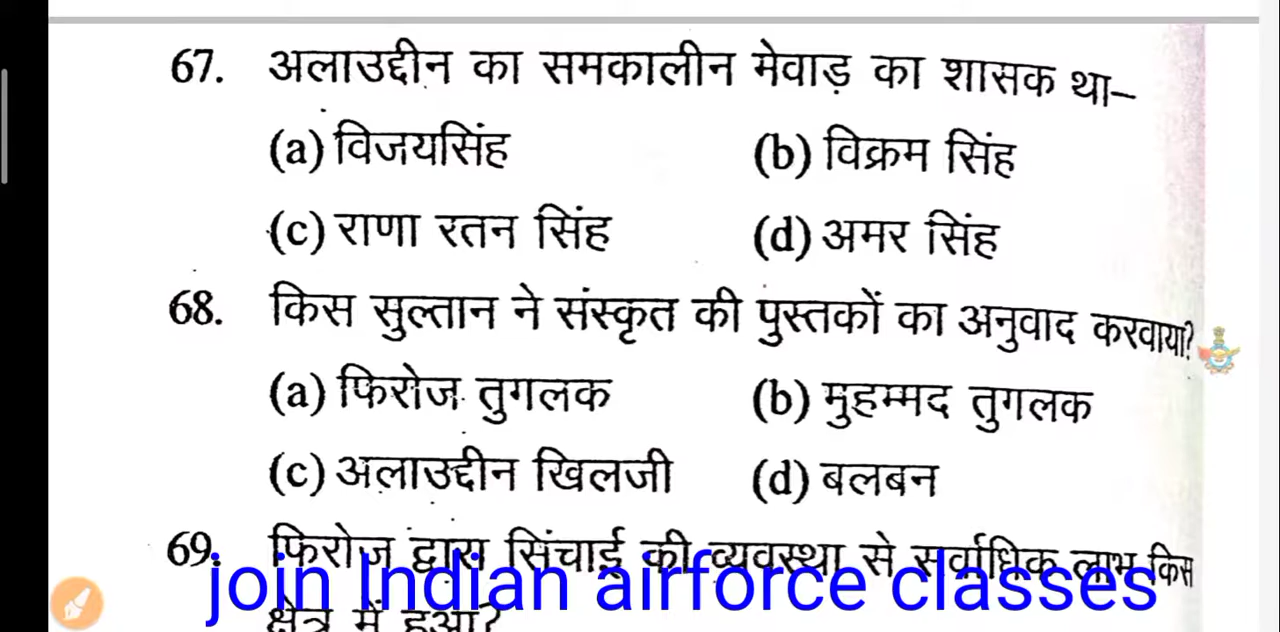 67. अलाउद्दीन का समकालीन मेवाड़ का शासक था–
(a) विजयसिंह (b) विक्रम सिंह
(c) राणा रतन सिंह (d) अमर सिंह
68. किस सुल्तान ने संस्कृत की पुस्तकों का अनुवाद करवाया?
(a) फिरोज तुगलक (b) मुहम्मद तुगलक
(c) अलाउद्दीन खिलजी (d) बलबन
69. फिरोज द्वारा सिंचाई की व्यवस्था से सर्वाधिक लाभ किस
join Indian airforce classes
क्षेत्र में हुआ?